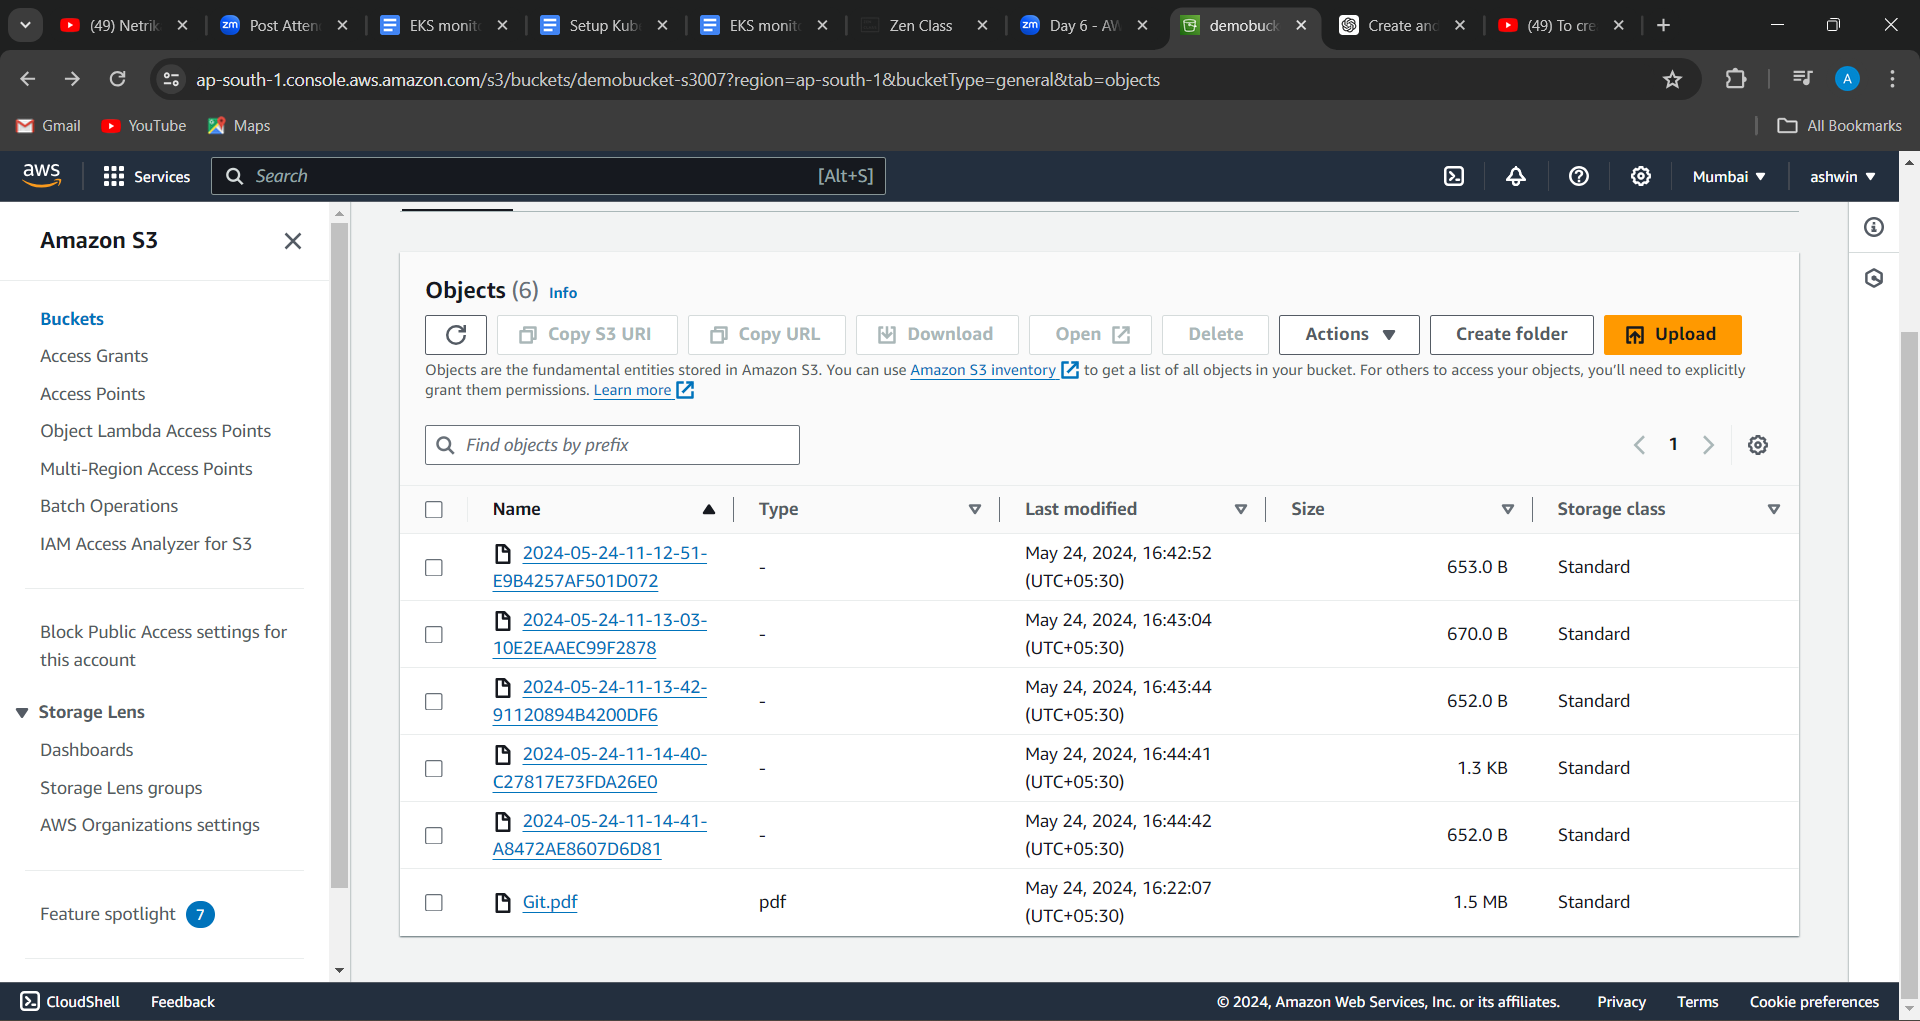 (49) Netrik
Post Atten
EKS monit
Setup Kub
EKS monit
Zen Class
Day 6 - AW
demobuck
Create and
(49) To cre
ap-south-1.console.aws.amazon.com/s3/buckets/demobucket-s3007?region=ap-south-1&bucketType=general&tab=objects
A
Gmail
YouTube
Maps
All Bookmarks
aws
Services
Search
[Alt+S]
Mumbai
ashwin
Amazon S3
Buckets
Access Grants
Access Points
Object Lambda Access Points
Multi-Region Access Points
Batch Operations
IAM Access Analyzer for S3
Block Public Access settings for
this account
Storage Lens
Dashboards
Storage Lens groups
AWS Organizations settings
Feature spotlight 7
Objects (6) Info
Copy S3 URI
Copy URL
Download
Open
Delete
Actions
Create folder
Upload
Objects are the fundamental entities stored in Amazon S3. You can use Amazon S3 inventory to get a list of all objects in your bucket. For others to access your objects, you'll need to explicitly
grant them permissions. Learn more
Find objects by prefix
1
Name Type Last modified Size Storage class
2024-05-24-11-12-51-
E9B4257AF501D072
-
May 24, 2024, 16:42:52
(UTC+05:30)
653.0 B
Standard
2024-05-24-11-13-03-
10E2EAAEC99F2878
-
May 24, 2024, 16:43:04
(UTC+05:30)
670.0 B
Standard
2024-05-24-11-13-42-
91120894B4200DF6
-
May 24, 2024, 16:43:44
(UTC+05:30)
652.0 B
Standard
2024-05-24-11-14-40-
C27817E73FDA26E0
-
May 24, 2024, 16:44:41
(UTC+05:30)
1.3 KB
Standard
2024-05-24-11-14-41-
A8472AE8607D6D81
-
May 24, 2024, 16:44:42
(UTC+05:30)
652.0 B
Standard
Git.pdf
pdf
May 24, 2024, 16:22:07
(UTC+05:30)
1.5 MB
Standard
CloudShell
Feedback
© 2024, Amazon Web Services, Inc. or its affiliates.
Privacy
Terms
Cookie preferences